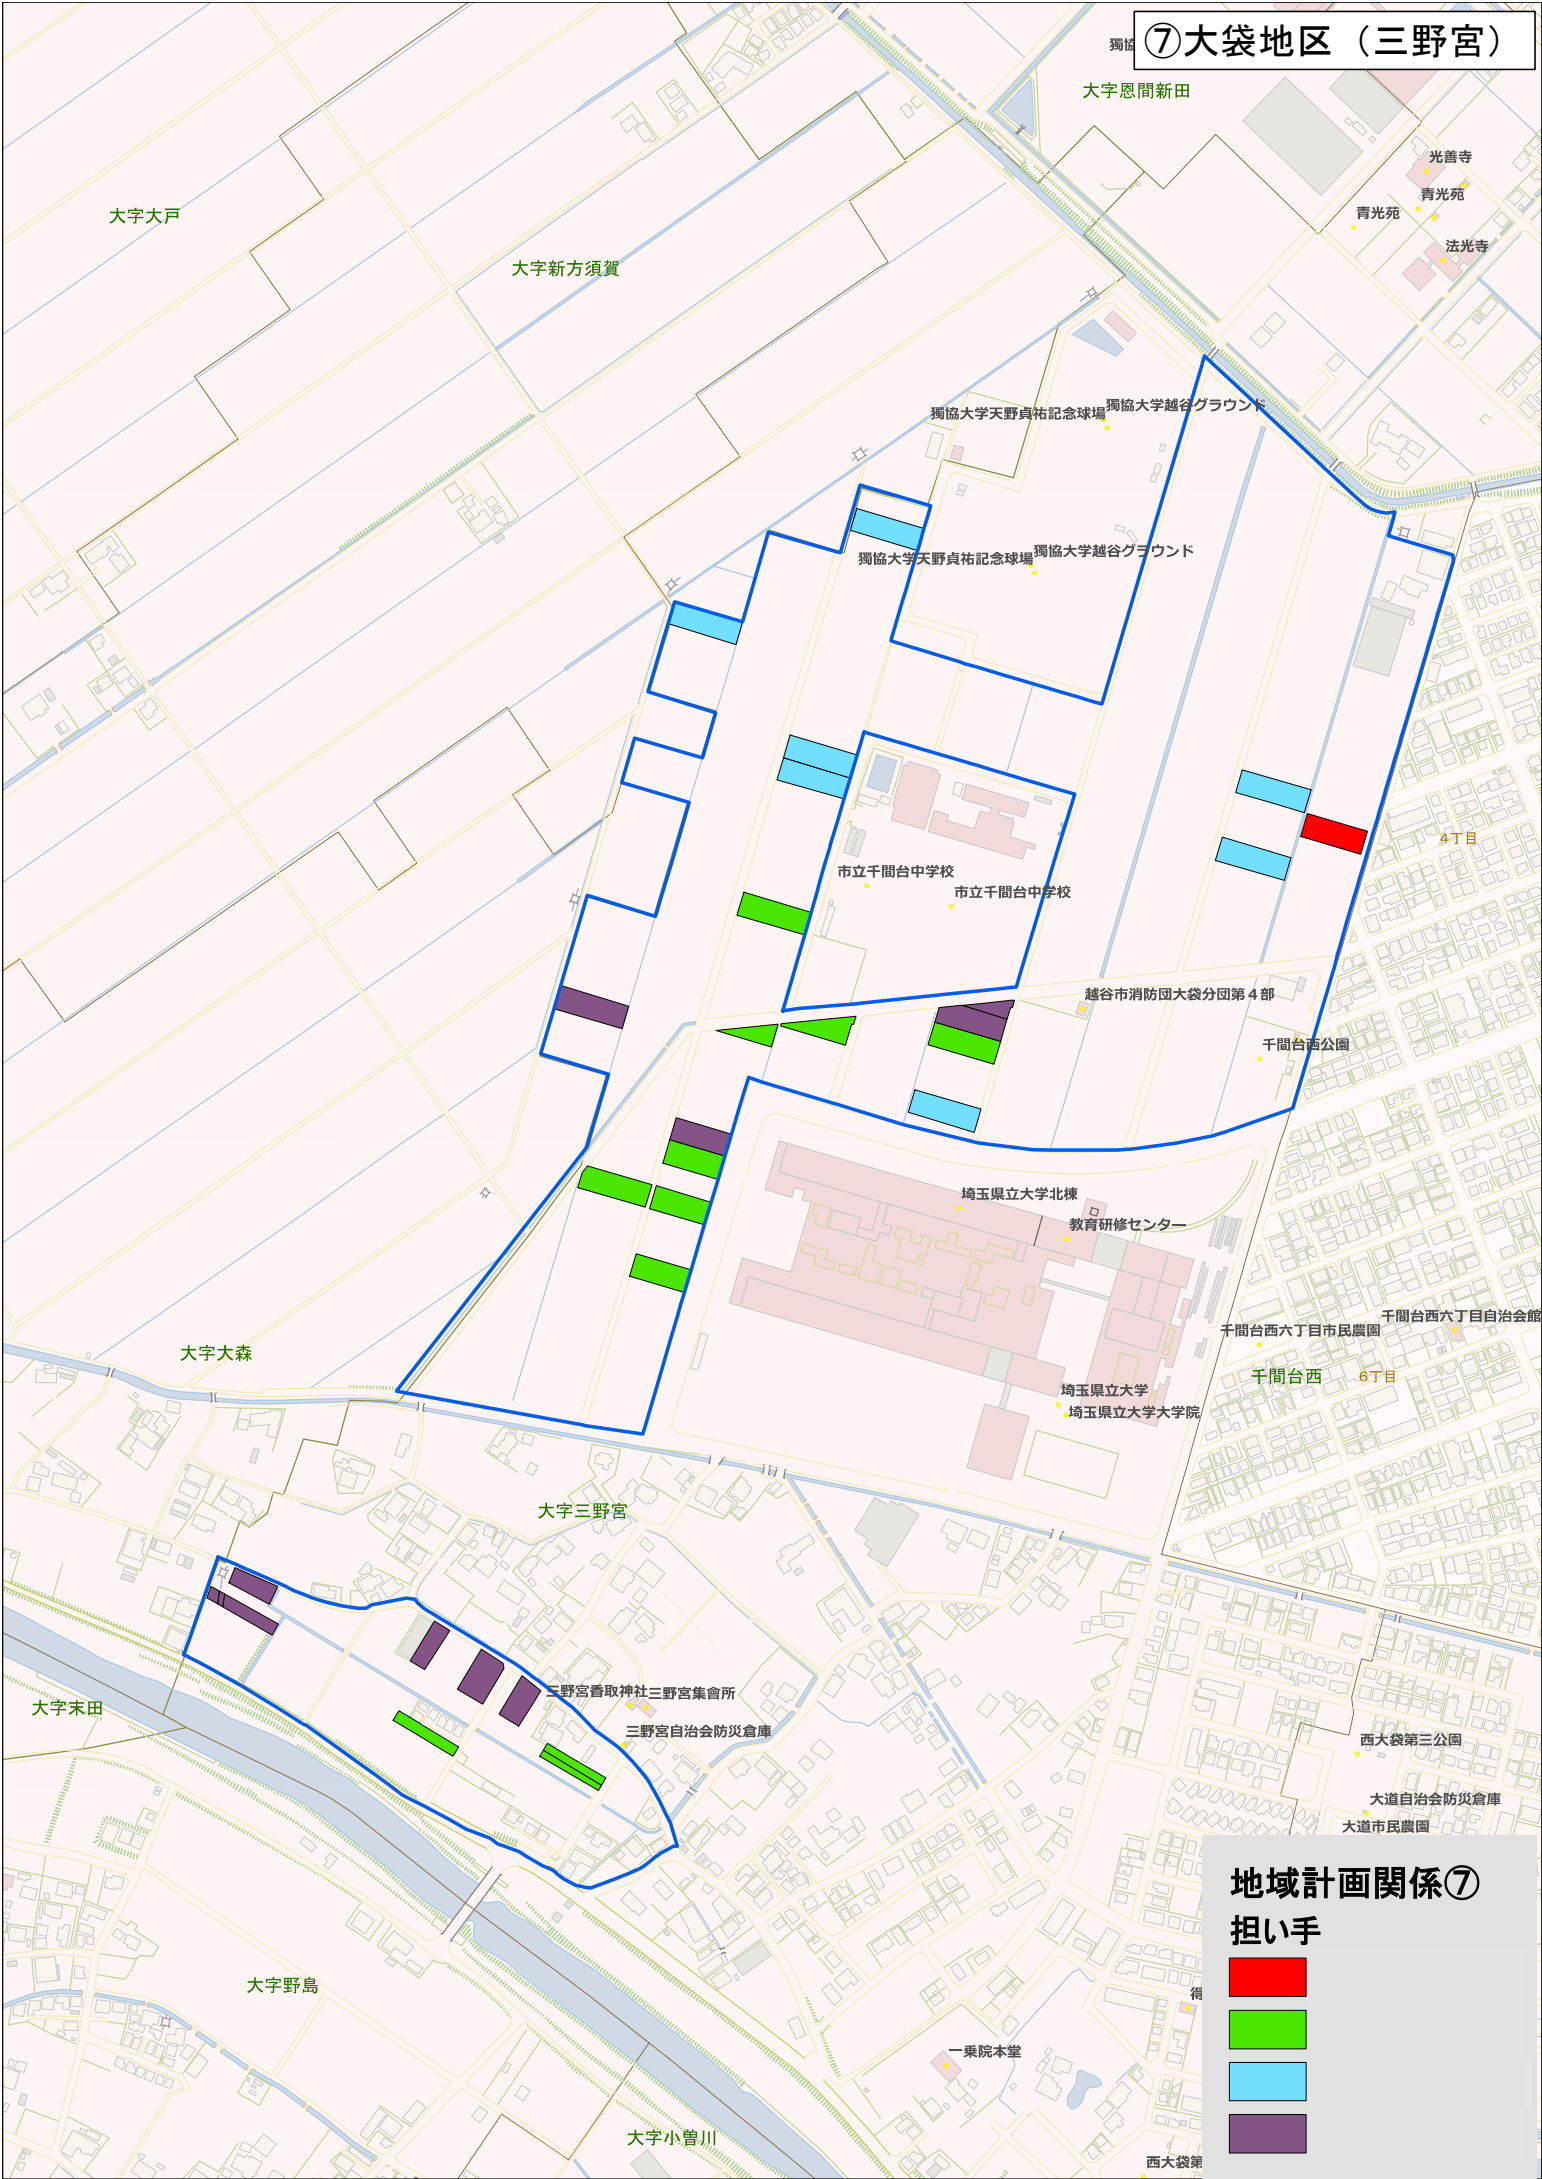 ⑦大袋地区（三野宮）
獨協
大字恩間新田
光善寺
青光苑
青光苑
大字大戸
法光寺
大字新方須賀
獨協大学越谷グラウンド
獨協大学天野貞祐記念球場
獨協大学越谷グラウンド
獨協大学天野貞祐記念球場
4丁目
市立千間台中学校
市立千間台中学校
越谷市消防団大袋分団第４部
千間台西公園
埼玉県立大学北棟
教育研修センター
千間台西六丁目自治会館
千間台西六丁目市民農園
大字大森
千間台西
6丁目
埼玉県立大学
埼玉県立大学大学院
大字三野宮
三野宮香取神社
三野宮集會所
大字末田
三野宮自治会防災倉庫
西大袋第三公園
大道自治会防災倉庫
大道市民農園
地域計画関係⑦
担い手
大字野島
得
一乗院本堂
大字小曽川
西大袋第